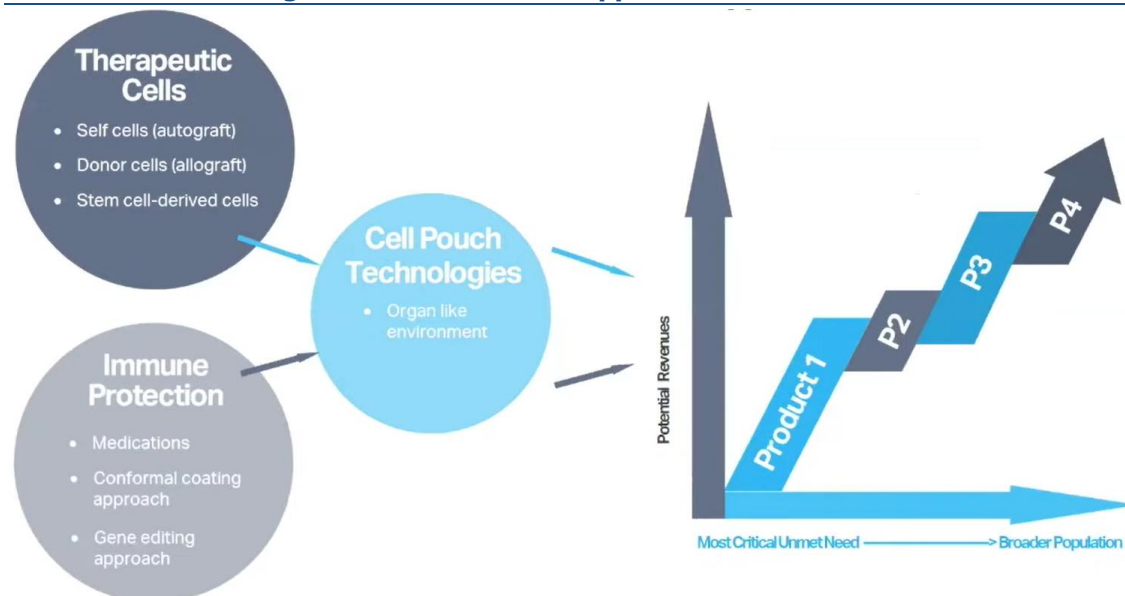 Therapeutic
Cells
• Self cells (autograft)
• Donor cells (allograft)
• Stem cell-derived cells
Immune
Protection
• Medications
• Conformal coating
approach
• Gene editing
approach
Cell Pouch
Technologies
• Organ like
environment
Potential Revenues
Product 1
P2
P3
P4
Most Critical Unmet Need
Broader Population